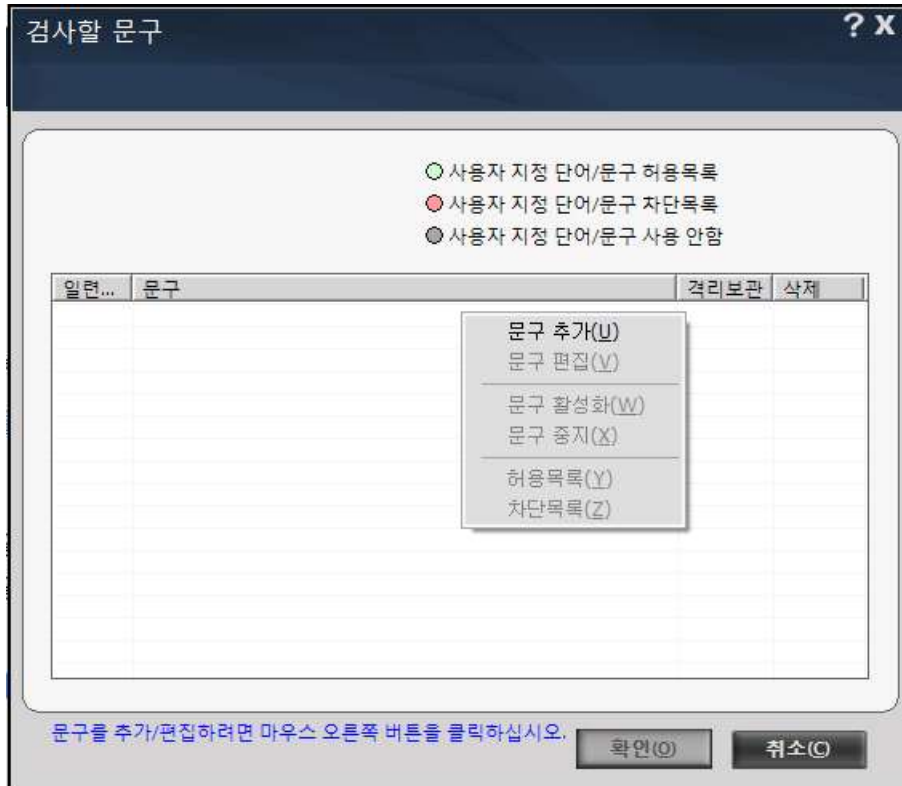 검사할 문구
? X
사용자 지정 단어/문구 허용목록
사용자 지정 단어/문구 차단목록
사용자 지정 단어/문구 사용 안함
일련... 문구 격리보관 삭제
문구 추가(U)
문구 편집(V)
문구 활성화(W)
문구 중지(X)
허용목록(Y)
차단목록(Z)
문구를 추가/편집하려면 마우스 오른쪽 버튼을 클릭하십시오.
확인(O) 취소(C)